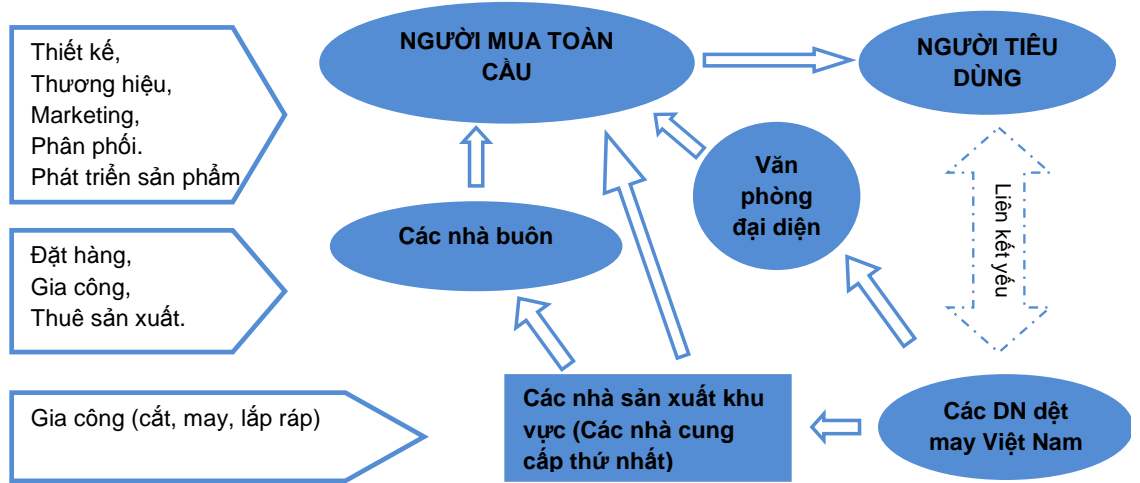 Thiết kế,
Thương hiệu,
Marketing,
Phân phối.
Phát triển sản phẩm
NGƯỜI MUA TOÀN
CẦU
NGƯỜI TIÊU
DÙNG
Văn
phòng
đại diện
Các nhà buôn
Liên kết yếu
Đặt hàng,
Gia công,
Thuê sản xuất.
Gia công (cắt, may, lắp ráp)
Các nhà sản xuất khu
vực (Các nhà cung
cấp thứ nhất)
Các DN dệt
may Việt Nam